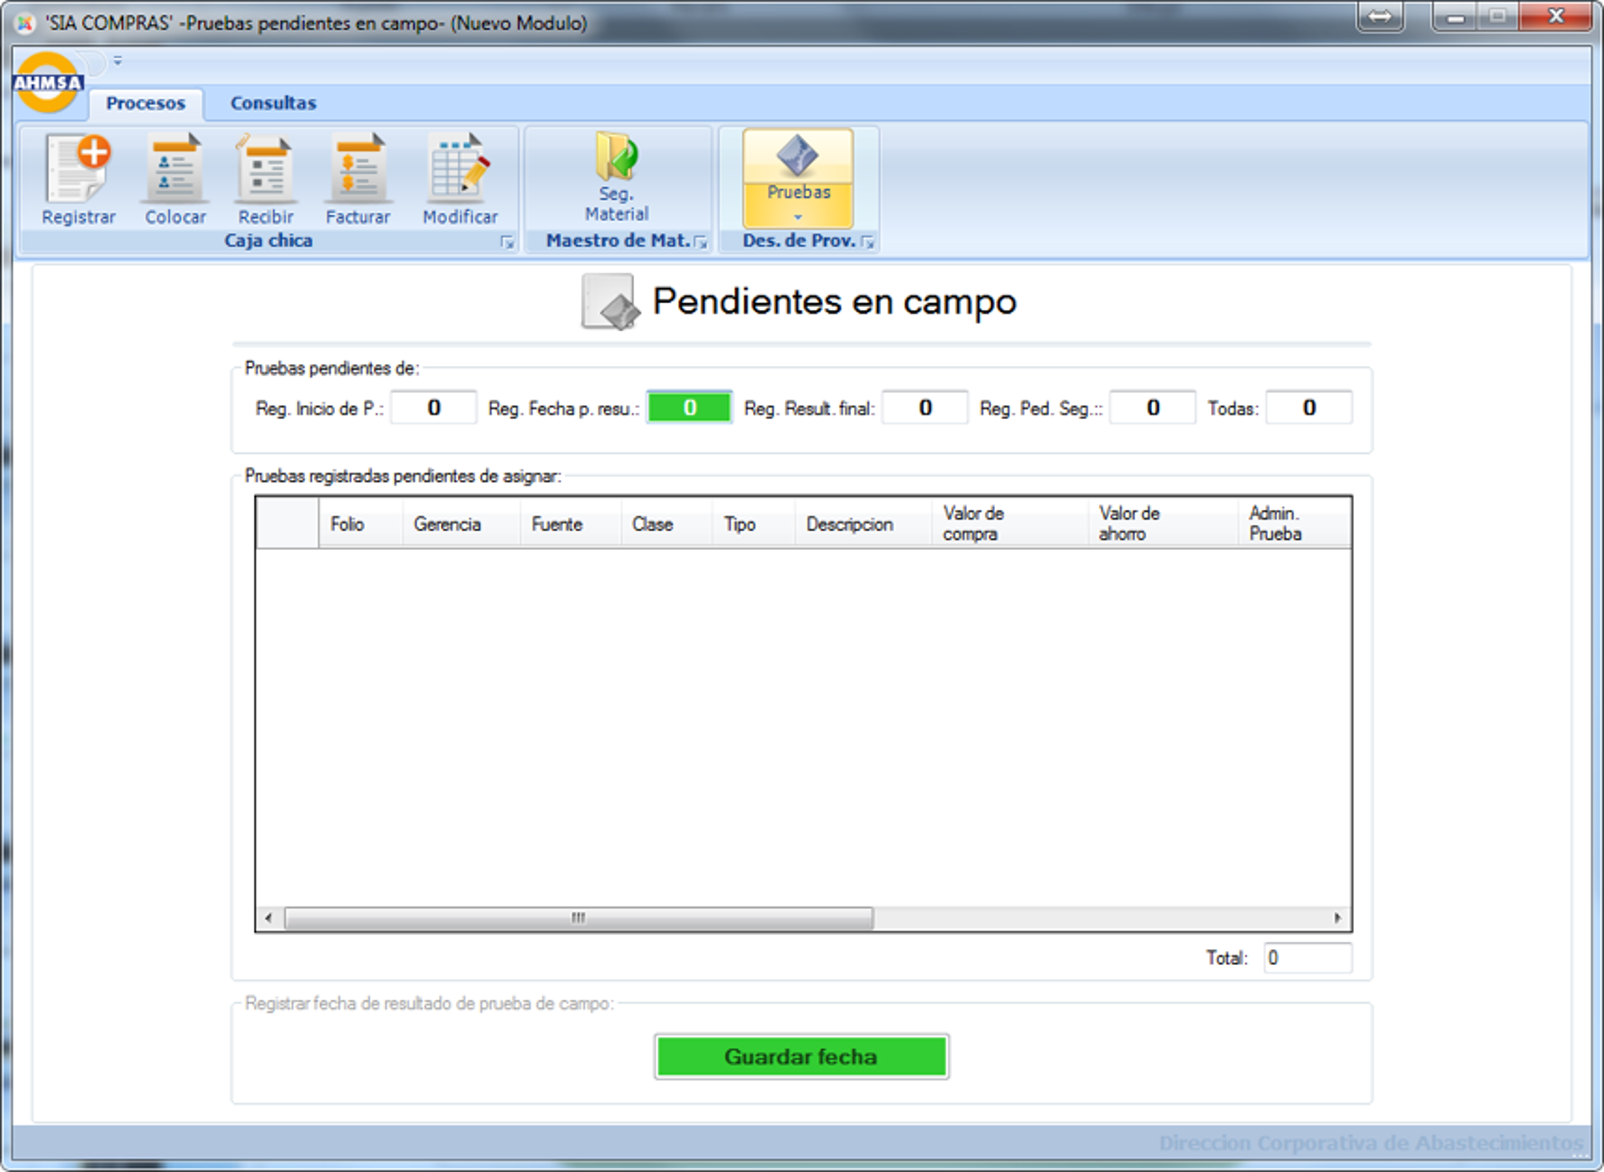 'SIA COMPRAS' -Pruebas pendientes en campo- (Nuevo Modulo)
AHMSA
Procesos Consultas
Registrar Colocar Recibir Facturar Modificar
Caja chica
Seg. Material
Maestro de Mat.
Pruebas
Des. de Prov.
Pendientes en campo
Pruebas pendientes de:
Reg. Inicio de P.: 0 Reg. Fecha p. resu.: 0 Reg. Result. final: 0 Reg. Ped. Seg.:: 0 Todas: 0
Pruebas registradas pendientes de asignar:
Folio Gerencia Fuente Clase Tipo Descripcion Valor de compra Valor de ahorro Admin. Prueba
Total: 0
Registrar fecha de resultado de prueba de campo:
Guardar fecha
Direccion Corporativa de Abastecimientos